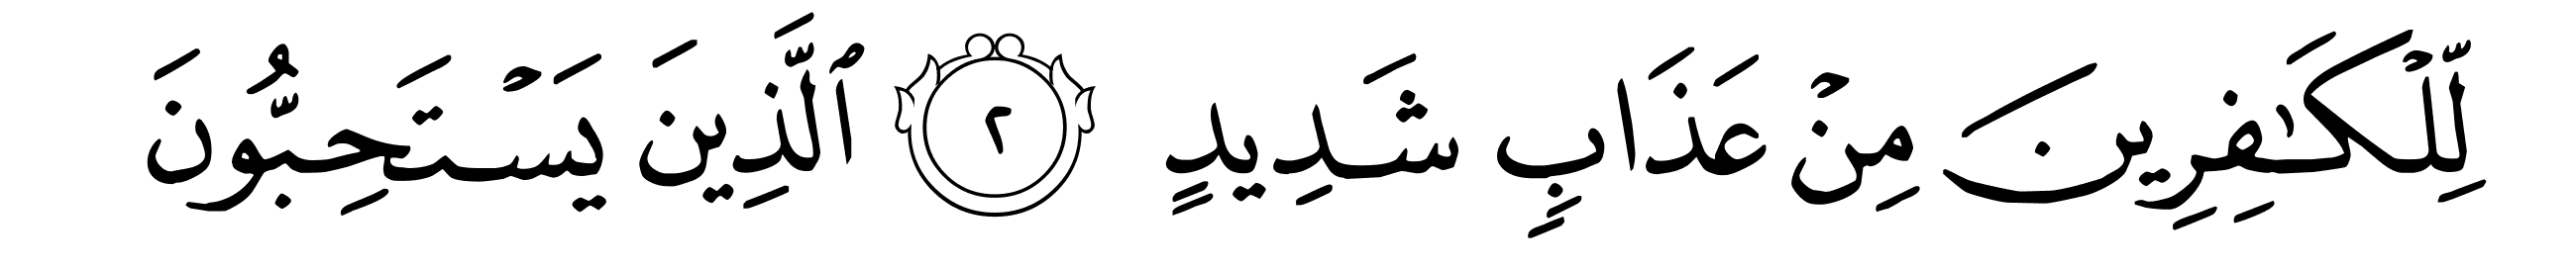 لِّلۡكَـٰفِرِينَ مِنۡ عَذَابٖ شَدِيدٍ ٢ ٱلَّذِينَ يَسۡتَحِبُّونَ